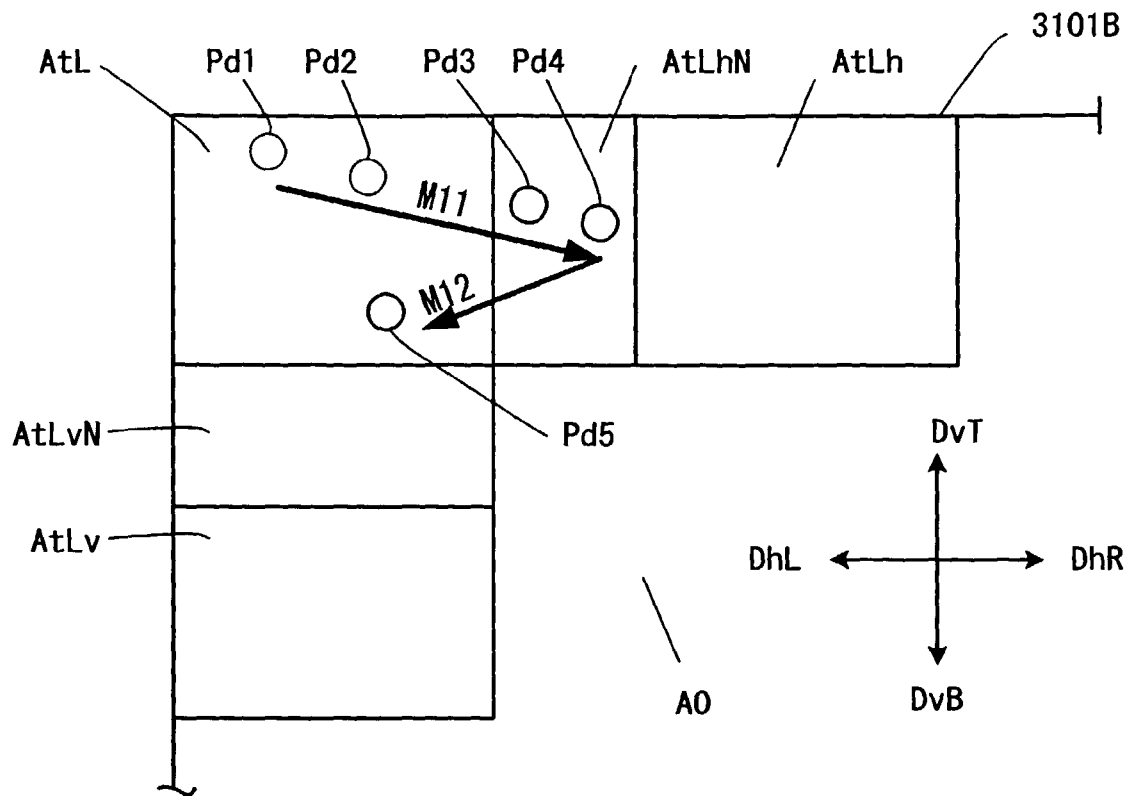 3101B
AtL
Pd1
Pd2
Pd3
Pd4
AtLhN
AtLh
M11
M12
AtLvN
Pd5
DvT
AtLv
DhL
DhR
A0
DvB